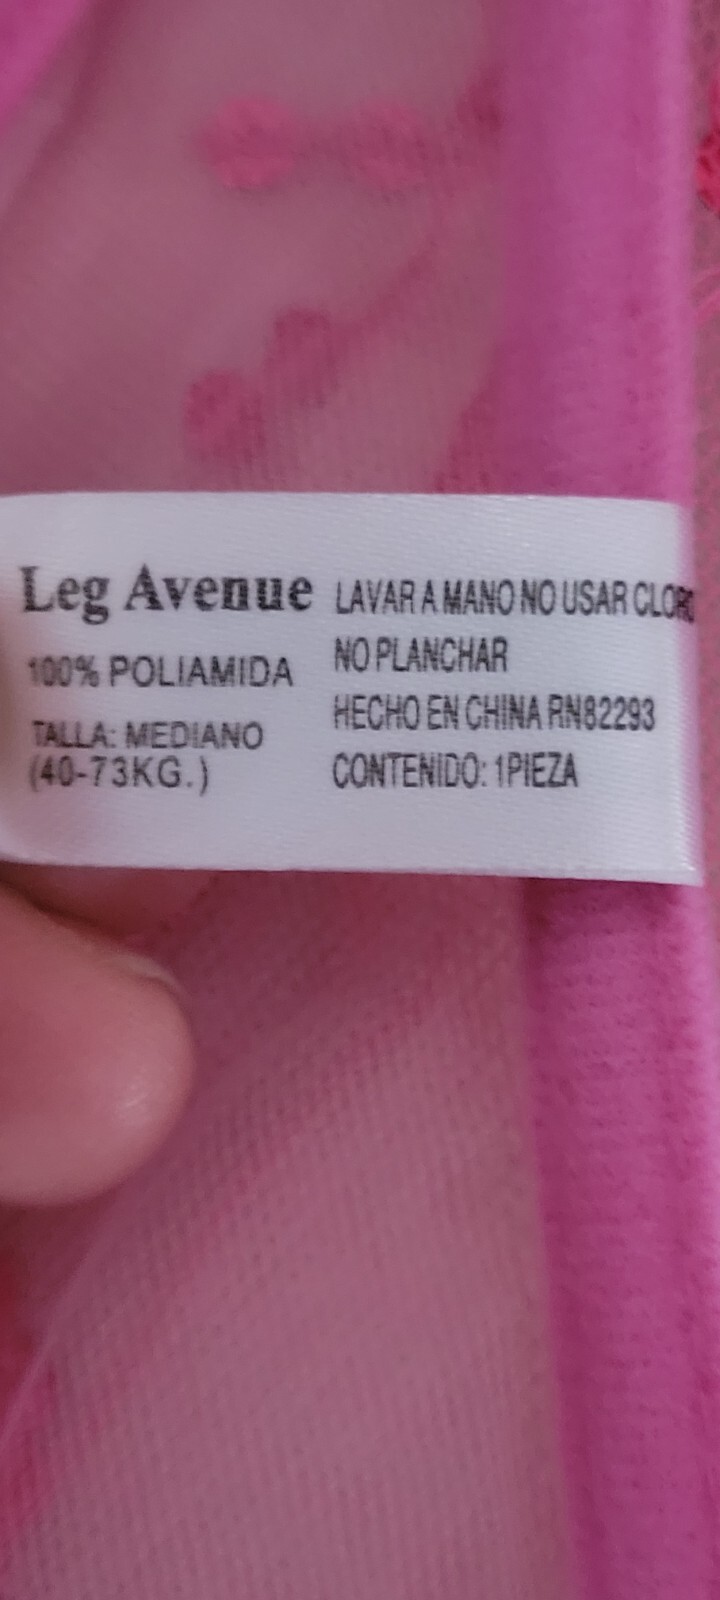 Leg Avenue
100% POLIAMIDA
TALLA: MEDIANO
(40-73KG.)
LAVAR A MANO NO USAR CLORO
NO PLANCHAR
HECHO EN CHINA RN82293
CONTENIDO: 1PIEZA